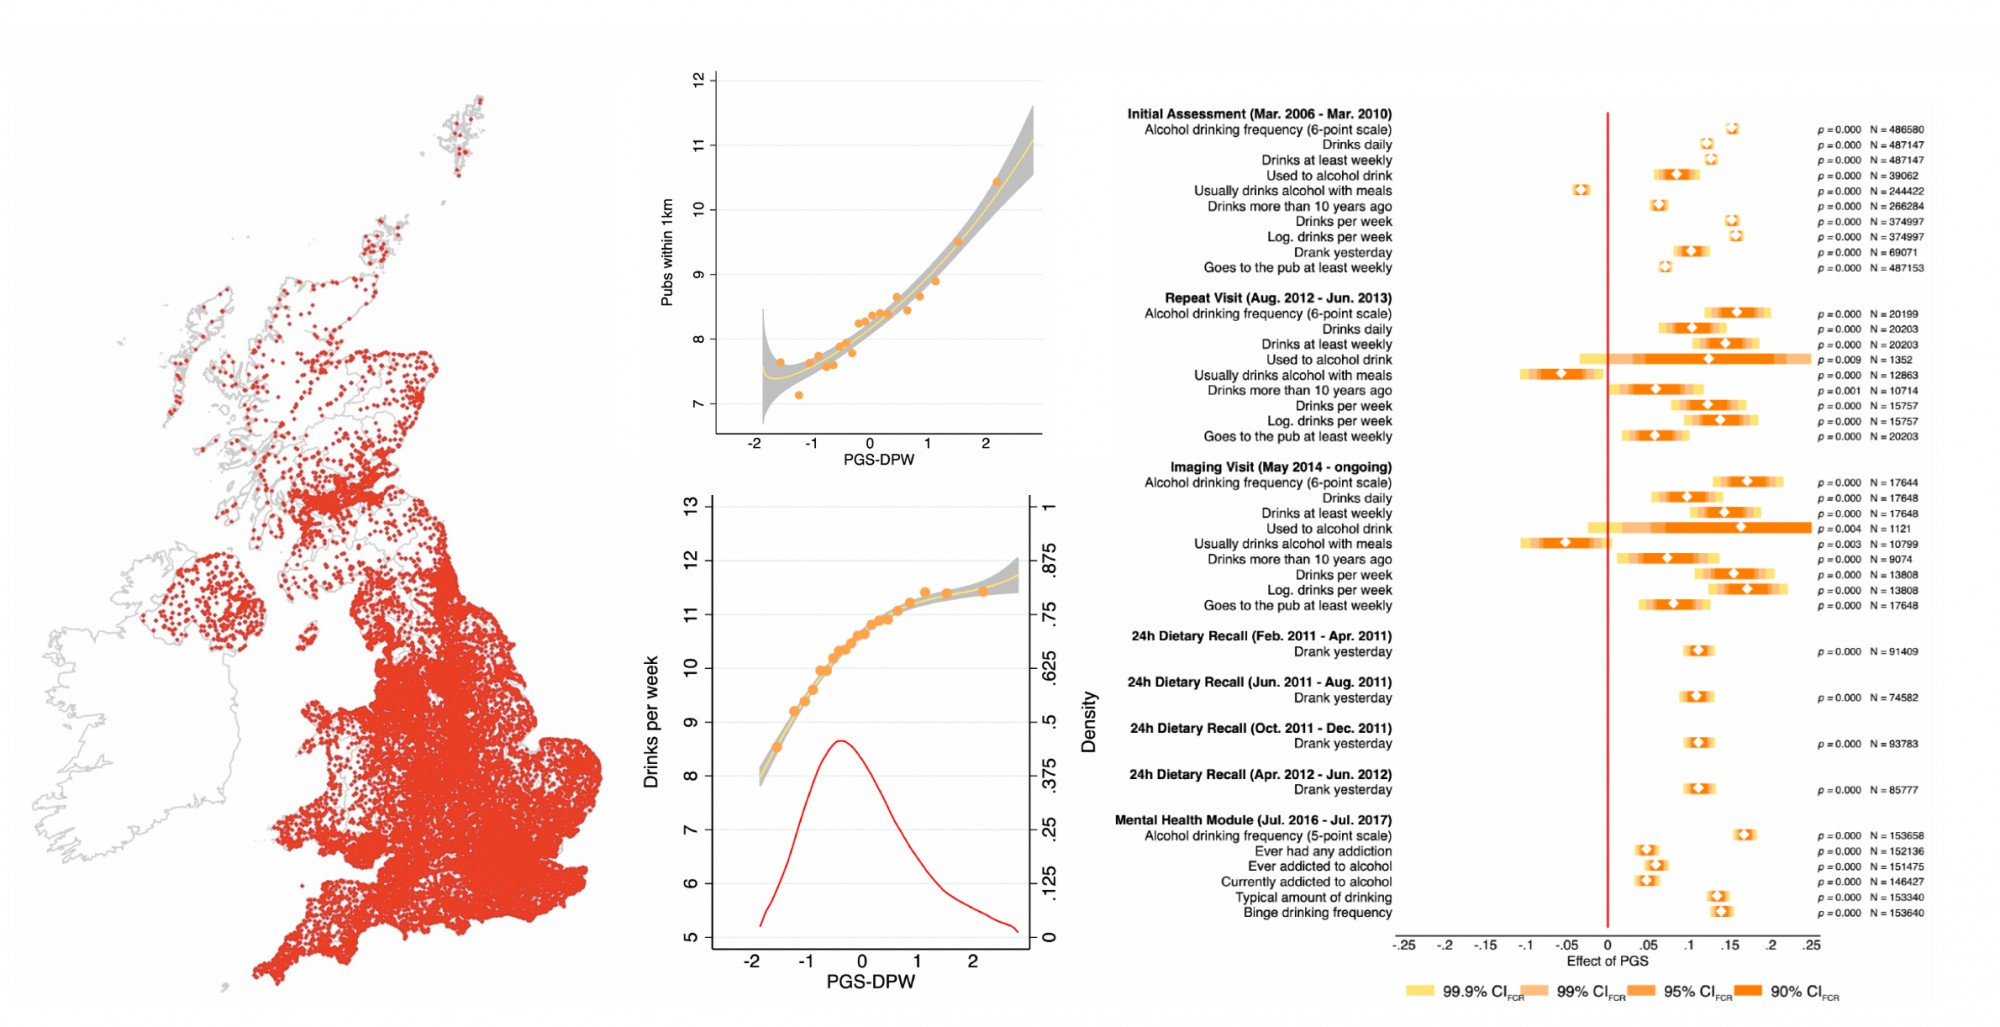 12
11
10
9
8
7
Pubs within 1km
-2 -1 0 1 2
PGS-DPW
13
12
11
10
9
8
7
6
5
Drinks per week
1
.875
.75
.625
.5
.375
.25
.125
0
Density
-2 -1 0 1 2
PGS-DPW
Initial Assessment (Mar. 2006 - Mar. 2010)
Alcohol drinking frequency (6-point scale) p = 0.000 N = 486580
Drinks daily p = 0.000 N = 487147
Drinks at least weekly p = 0.000 N = 487147
Used to alcohol drink p = 0.000 N = 39062
Usually drinks alcohol with meals p = 0.000 N = 244422
Drinks more than 10 years ago p = 0.000 N = 266284
Drinks per week p = 0.000 N = 374997
Log. drinks per week p = 0.000 N = 374997
Drank yesterday p = 0.000 N = 69071
Goes to the pub at least weekly p = 0.000 N = 487153
Repeat Visit (Aug. 2012 - Jun. 2013)
Alcohol drinking frequency (6-point scale) p = 0.000 N = 20199
Drinks daily p = 0.000 N = 20203
Drinks at least weekly p = 0.000 N = 20203
Used to alcohol drink p = 0.009 N = 1352
Usually drinks alcohol with meals p = 0.000 N = 12863
Drinks more than 10 years ago p = 0.001 N = 10714
Drinks per week p = 0.000 N = 15757
Log. drinks per week p = 0.000 N = 15757
Goes to the pub at least weekly p = 0.000 N = 20203
Imaging Visit (May 2014 - ongoing)
Alcohol drinking frequency (6-point scale) p = 0.000 N = 17644
Drinks daily p = 0.000 N = 17648
Drinks at least weekly p = 0.000 N = 17648
Used to alcohol drink p = 0.004 N = 1121
Usually drinks alcohol with meals p = 0.003 N = 10799
Drinks more than 10 years ago p = 0.000 N = 9074
Drinks per week p = 0.000 N = 13808
Log. drinks per week p = 0.000 N = 13808
Goes to the pub at least weekly p = 0.000 N = 17648
24h Dietary Recall (Feb. 2011 - Apr. 2011)
Drank yesterday p = 0.000 N = 91409
24h Dietary Recall (Jun. 2011 - Aug. 2011)
Drank yesterday p = 0.000 N = 74582
24h Dietary Recall (Oct. 2011 - Dec. 2011)
Drank yesterday p = 0.000 N = 93783
24h Dietary Recall (Apr. 2012 - Jun. 2012)
Drank yesterday p = 0.000 N = 85777
Mental Health Module (Jul. 2016 - Jul. 2017)
Alcohol drinking frequency (5-point scale) p = 0.000 N = 153658
Ever had any addiction p = 0.000 N = 152136
Ever addicted to alcohol p = 0.000 N = 151475
Currently addicted to alcohol p = 0.000 N = 146427
Typical amount of drinking p = 0.000 N = 153340
Binge drinking frequency p = 0.000 N = 153640
-.25 -.2 -.15 -.1 -.05 0 .05 .1 .15 .2 .25
Effect of PGS
99.9% CI FCR 99% CI FCR 95% CI FCR 90% CI FCR